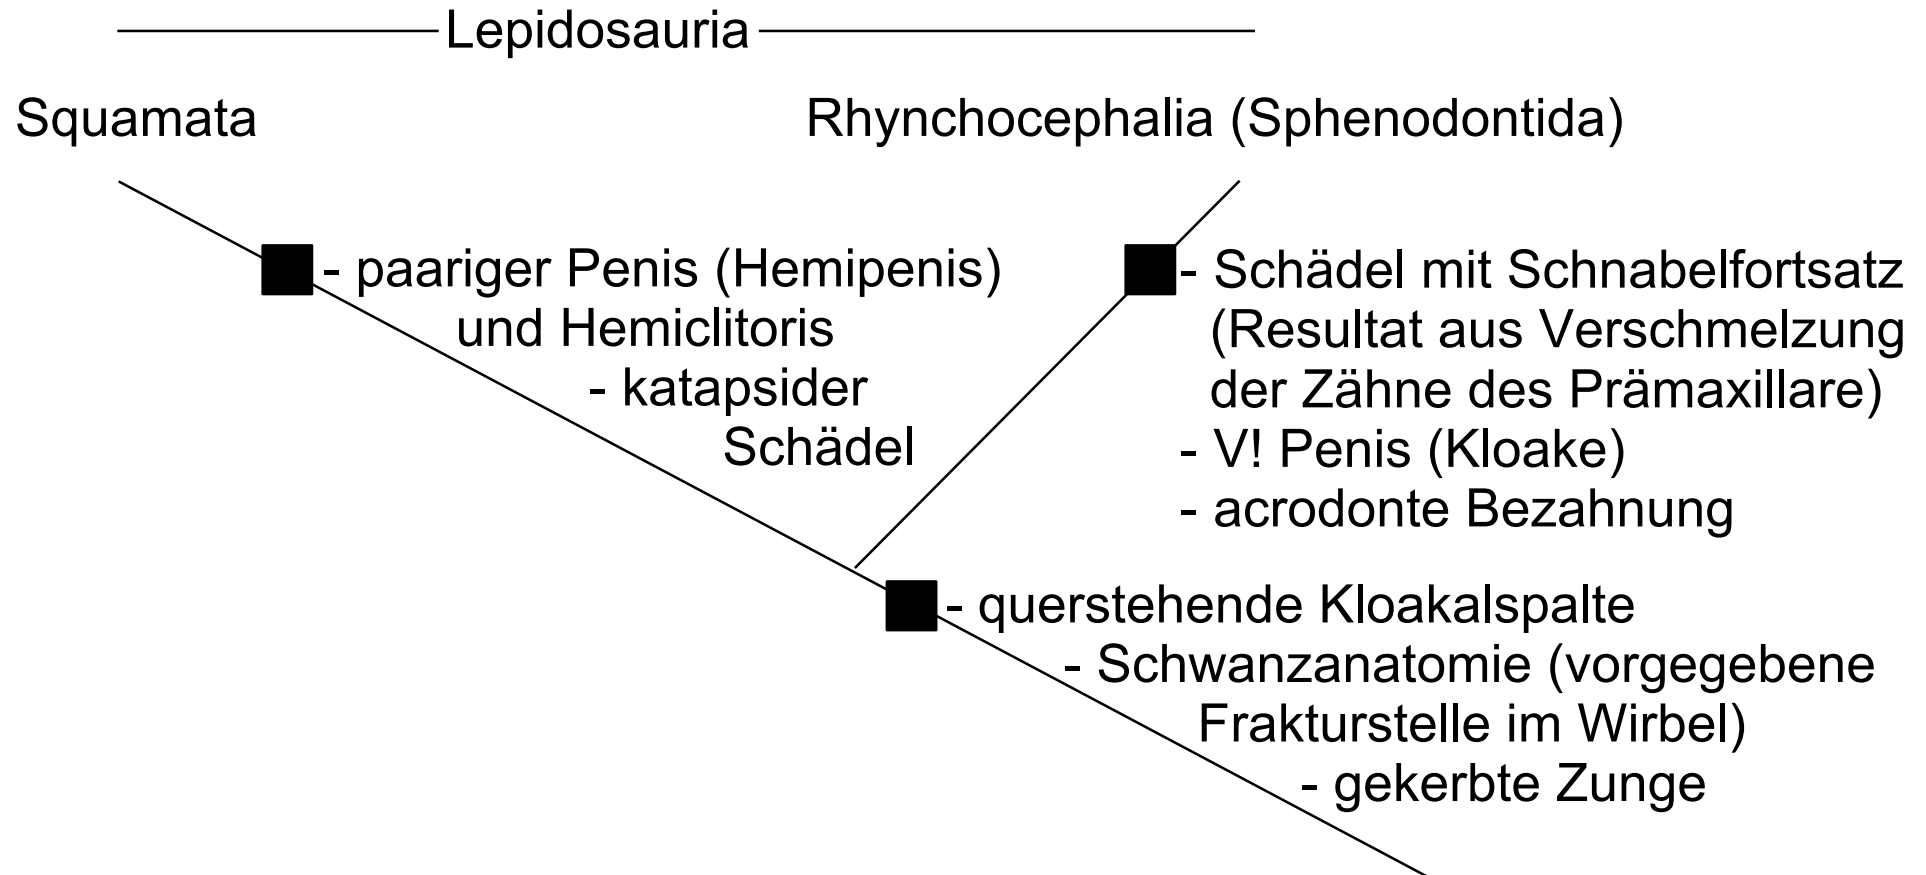 Lepidosauria
Squamata
Rhynchocephalia (Sphenodontida)
- paariger Penis (Hemipenis)
und Hemiclitoris
- katapsider
Schädel
- Schädel mit Schnabelfortsatz
(Resultat aus Verschmelzung
der Zähne des Prämaxillare)
- V! Penis (Kloake)
- acrodonte Bezahnung
- querstehende Kloakalspalte
- Schwanzanatomie (vorgegebene
Frakturstelle im Wirbel)
- gekerbte Zunge